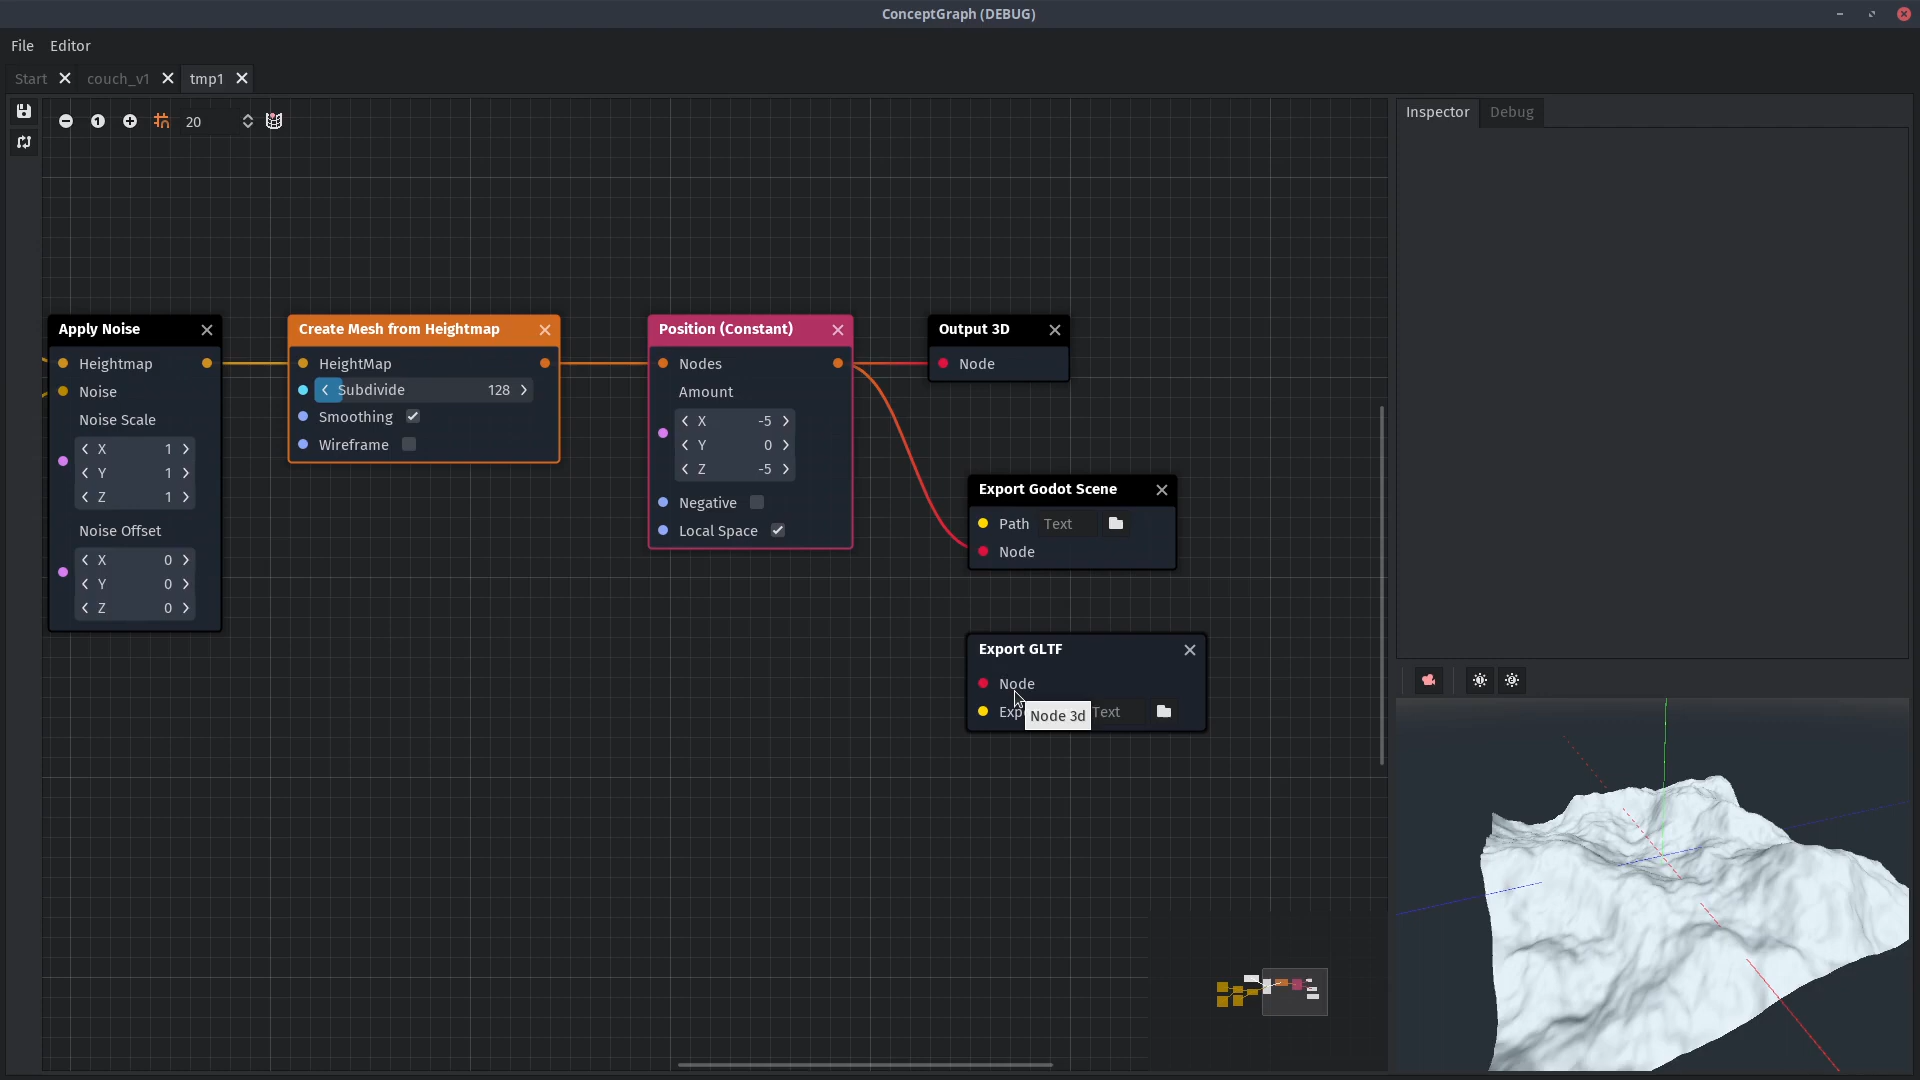 ConceptGraph (DEBUG)
File Editor
Start couch_v1 tmp1
20
Inspector Debug
Apply Noise
Heightmap
Noise
Noise Scale
X 1
Y 1
Z 1
Noise Offset
X 0
Y 0
Z 0
Create Mesh from Heightmap
HeightMap
Subdivide 128
Smoothing
Wireframe
Position (Constant)
Nodes
Amount
X -5
Y 0
Z -5
Negative
Local Space
Output 3D
Node
Export Godot Scene
Path Text
Node
Export GLTF
Node
Text
Node 3d